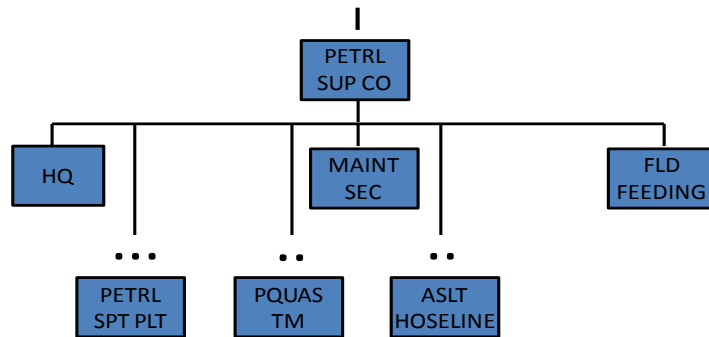 PETRL
SUP CO
HQ
MAINT
SEC
FLD
FEEDING
PETRL
SPT PLT
PQUAS
TM
ASLT
HOSELINE